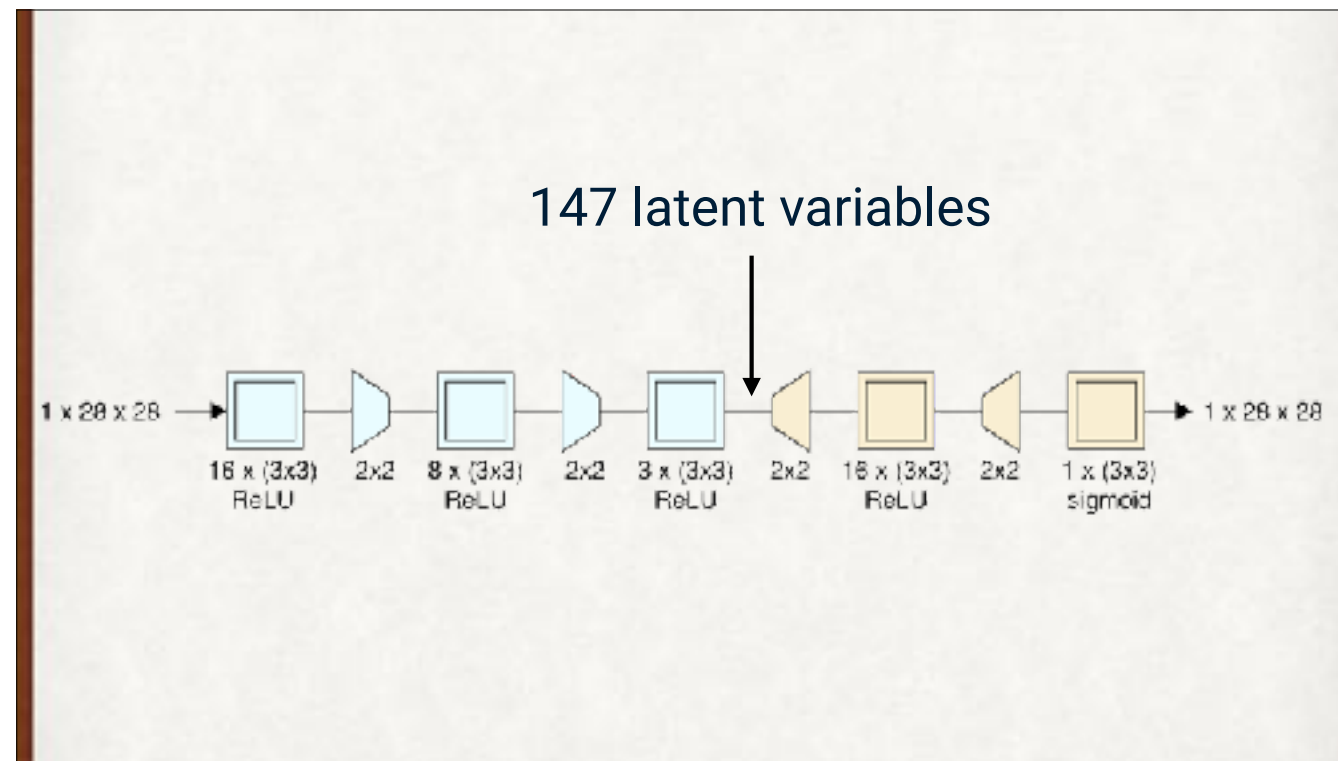 147 latent variables
1 x 28 x 28
1 x 28 x 28
16 x (3x3) 2x2 8 x (3x3) 2x2 3 x (3x3) 2x2 16 x (3x3) 2x2 1 x (3x3)
ReLU ReLU ReLU ReLU sigmoid